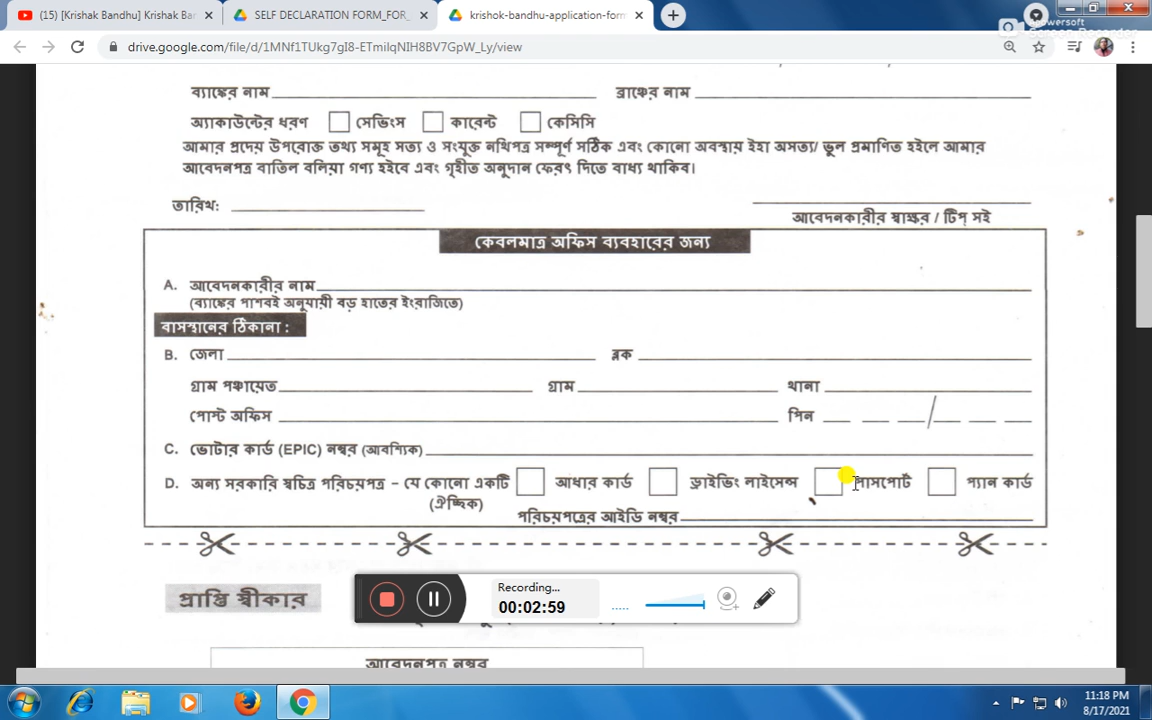 (15) [Krishak Bandhu] Krishak Ba
SELF DECLARATION FORM_FOR_
krishok-bandhu-application-form
drive.google.com/file/d/1MNf1TUkg7gI8-ETmilqNIH8BV7GpW_Ly/view
Apowersoft
Screen Recorder
ব্যাঙ্কের নাম ব্রাঞ্চের নাম
অ্যাকাউন্টের ধরণ সেভিংস কারেন্ট কেসিসি
আমার প্রদেয় উপরোক্ত তথ্য সমূহ সত্য ও সংযুক্ত নথিপত্র সম্পূর্ণ সঠিক এবং কোনো অবস্থায় ইহা অসত্য/ ভুল প্রমাণিত হইলে আমার
আবেদনপত্র বাতিল বলিয়া গণ্য হইবে এবং গৃহীত অনুদান ফেরৎ দিতে বাধ্য থাকিব।
তারিখ:
আবেদনকারীর স্বাক্ষর / টিপ সই
কেবলমাত্র অফিস ব্যবহারের জন্য
A. আবেদনকারীর নাম
(ব্যাঙ্কের পাশবই অনুযায়ী বড় হাতের ইংরাজিতে)
বাসস্থানের ঠিকানা :
B. জেলা ব্লক
গ্রাম পঞ্চায়েত গ্রাম থানা
পোস্ট অফিস পিন /
C. ভোটার কার্ড (EPIC) নম্বর (আবশ্যিক)
D. অন্য সরকারি স্বচিত্র পরিচয়পত্র – যে কোনো একটি আধার কার্ড ড্রাইভিং লাইসেন্স পাসপোর্ট প্যান কার্ড
(ঐচ্ছিক)
পরিচয়পত্রের আইডি নম্বর
প্রাপ্তি স্বীকার
Recording...
00:02:59
আবেদনপত্র নম্বর
11:18 PM
8/17/2021